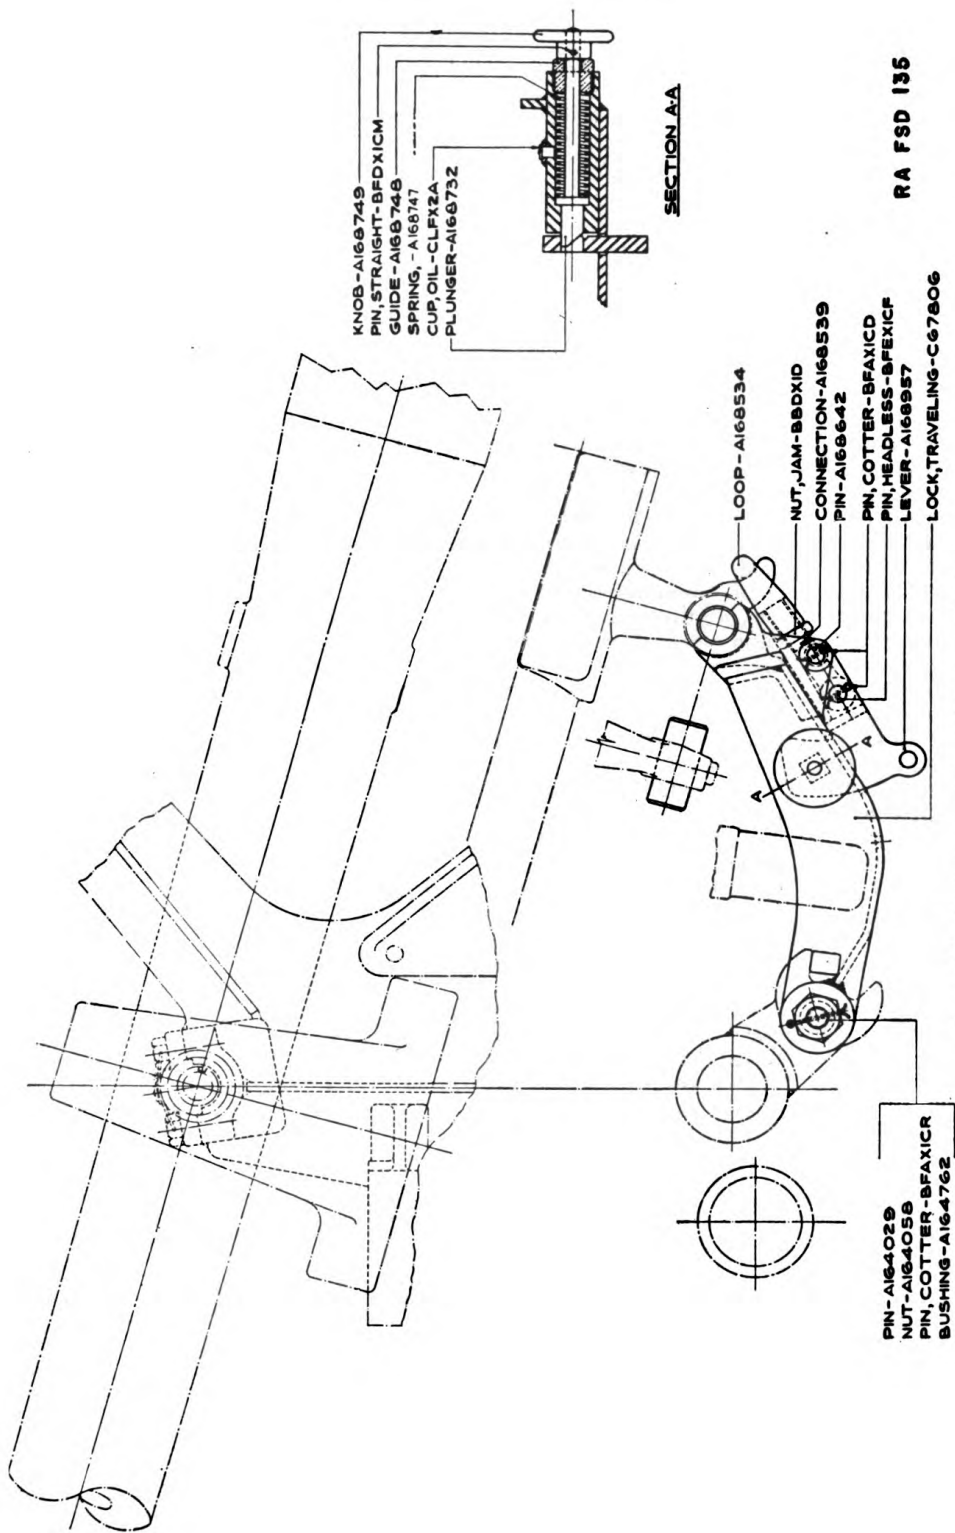 KNOB-A168749
PIN,STRAIGHT-BFDX1CM
GUIDE-A168748
SPRING,-A168747
CUP,OIL-CLFX2A
PLUNGER-A168732
SECTION A-A
LOOP-A168534
NUT,JAM-BBDX1D
CONNECTION-A168539
PIN-A168642
PIN,COTTER-BFAX1CD
PIN,HEADLESS-BFEX1CF
LEVER-A168957
LOCK,TRAVELING-C67806
A
A
PIN-A164029
NUT-A164058
PIN,COTTER-BFAX1CR
BUSHING-A164762
RA FSD 135